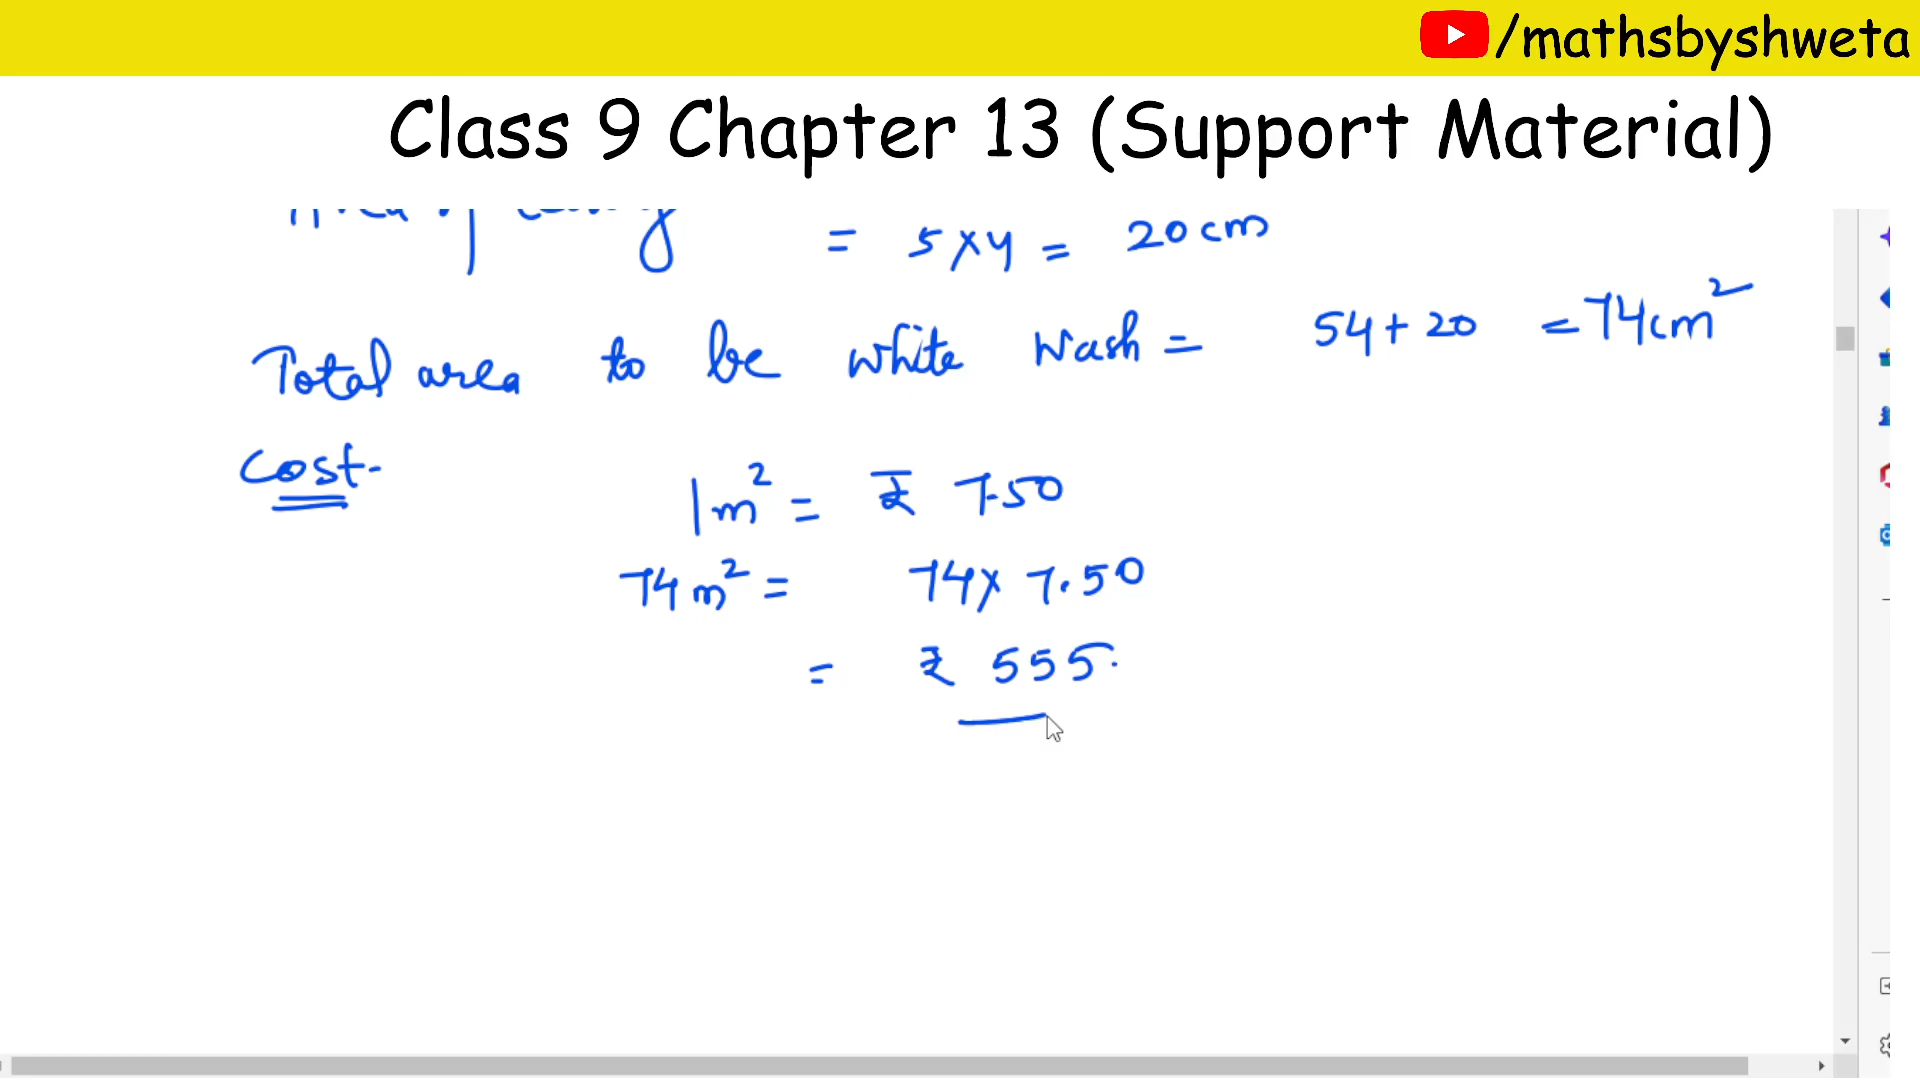 /mathsbyshweta
Class 9 Chapter 13 (Support Material)
= 5 × 4 = 20 cm
Total area to be white wash = 54 + 20 = 74 cm²
Cost-
1 m² = ₹ 7.50
74 m² = 74 × 7.50
= ₹ 555.